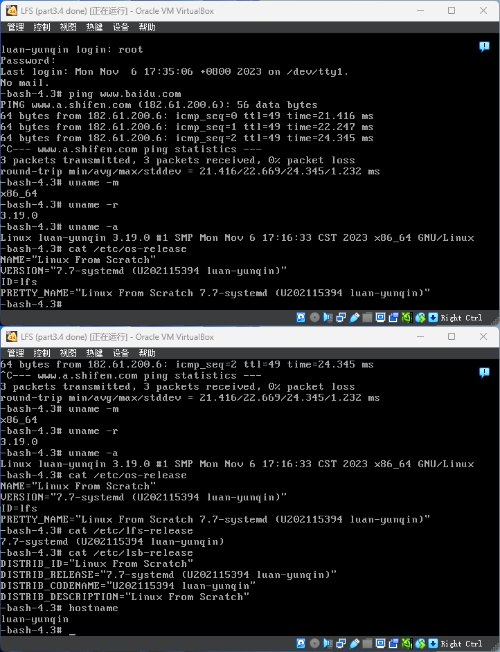 LFS (part3.4 done) [正在运行] - Oracle VM VirtualBox
管理 控制 视图 热键 设备 帮助
luan-yunqin login: root
Password:
Last login: Mon Nov  6 17:35:06 +0800 2023 on /dev/tty1.
No mail.
-bash-4.3# ping www.baidu.com
PING www.a.shifen.com (182.61.200.6): 56 data bytes
64 bytes from 182.61.200.6: icmp_seq=0 ttl=49 time=21.416 ms
64 bytes from 182.61.200.6: icmp_seq=1 ttl=49 time=22.247 ms
64 bytes from 182.61.200.6: icmp_seq=2 ttl=49 time=24.345 ms
^C--- www.a.shifen.com ping statistics ---
3 packets transmitted, 3 packets received, 0% packet loss
round-trip min/avg/max/stddev = 21.416/22.669/24.345/1.232 ms
-bash-4.3# uname -m
x86_64
-bash-4.3# uname -r
3.19.0
-bash-4.3# uname -a
Linux luan-yunqin 3.19.0 #1 SMP Mon Nov 6 17:16:33 CST 2023 x86_64 GNU/Linux
-bash-4.3# cat /etc/os-release
NAME="Linux From Scratch"
VERSION="7.7-systemd (U202115394 luan-yunqin)"
ID=lfs
PRETTY_NAME="Linux From Scratch 7.7-systemd (U202115394 luan-yunqin)"
-bash-4.3#
Right Ctrl
LFS (part3.4 done) [正在运行] - Oracle VM VirtualBox
管理 控制 视图 热键 设备 帮助
64 bytes from 182.61.200.6: icmp_seq=2 ttl=49 time=24.345 ms
^C--- www.a.shifen.com ping statistics ---
3 packets transmitted, 3 packets received, 0% packet loss
round-trip min/avg/max/stddev = 21.416/22.669/24.345/1.232 ms
-bash-4.3# uname -m
x86_64
-bash-4.3# uname -r
3.19.0
-bash-4.3# uname -a
Linux luan-yunqin 3.19.0 #1 SMP Mon Nov 6 17:16:33 CST 2023 x86_64 GNU/Linux
-bash-4.3# cat /etc/os-release
NAME="Linux From Scratch"
VERSION="7.7-systemd (U202115394 luan-yunqin)"
ID=lfs
PRETTY_NAME="Linux From Scratch 7.7-systemd (U202115394 luan-yunqin)"
-bash-4.3# cat /etc/lfs-release
7.7-systemd (U202115394 luan-yunqin)
-bash-4.3# cat /etc/lsb-release
DISTRIB_ID="Linux From Scratch"
DISTRIB_RELEASE="7.7-systemd (U202115394 luan-yunqin)"
DISTRIB_CODENAME="U202115394 luan-yunqin"
DISTRIB_DESCRIPTION="Linux From Scratch"
-bash-4.3# hostname
luan-yunqin
-bash-4.3# _
Right Ctrl